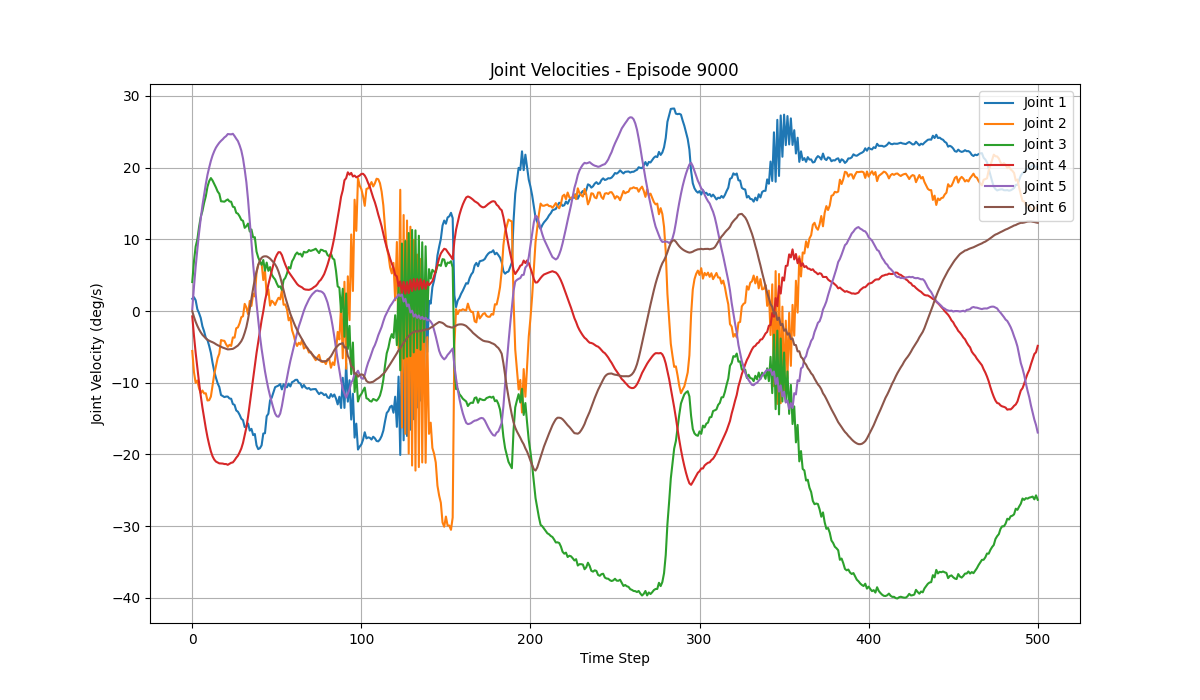 Joint Velocities - Episode 9000
Joint Velocity (deg/s)
30
20
10
0
−10
−20
−30
−40
Joint 1
Joint 2
Joint 3
Joint 4
Joint 5
Joint 6
0
100
200
300
400
500
Time Step